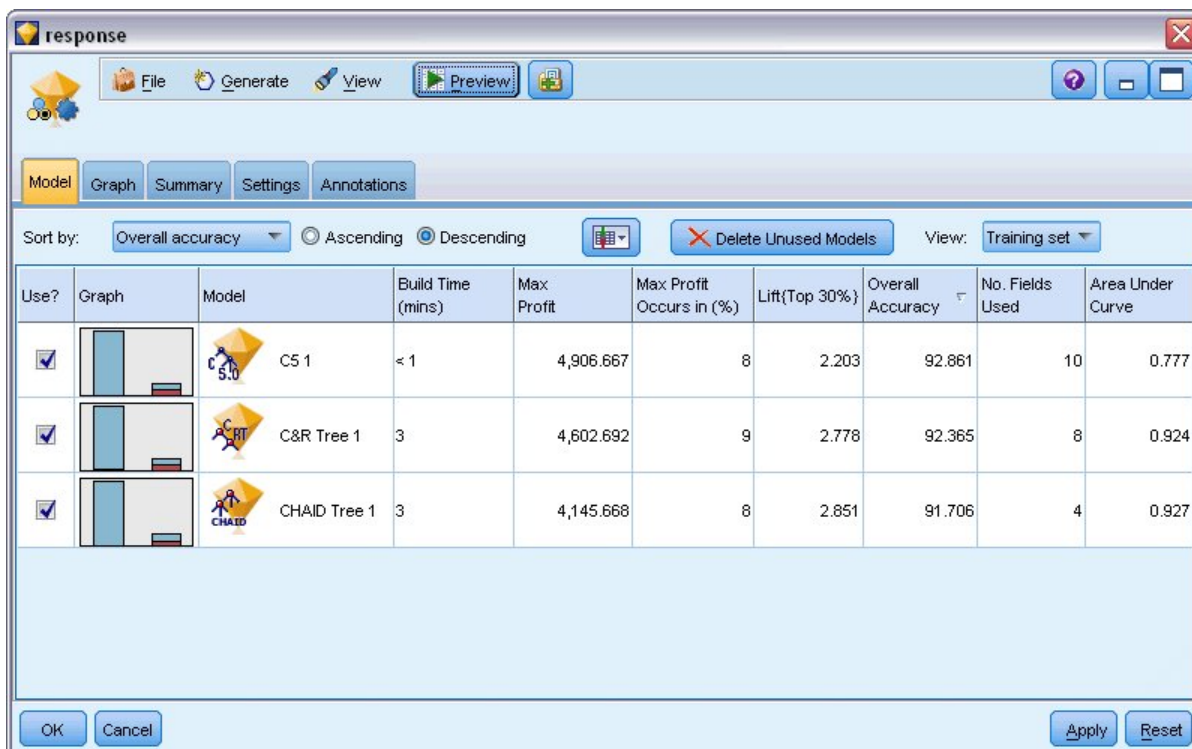 response
File Generate View Preview
Model Graph Summary Settings Annotations
Sort by: Overall accuracy Ascending Descending Delete Unused Models View: Training set
Use? Graph Model Build Time (mins) Max Profit Max Profit Occurs in (%) Lift{Top 30%} Overall Accuracy No. Fields Used Area Under Curve
C 5.0 C5 1 < 1 4,906.667 8 2.203 92.861 10 0.777
C RT C&R Tree 1 3 4,602.692 9 2.778 92.365 8 0.924
CHAID CHAID Tree 1 3 4,145.668 8 2.851 91.706 4 0.927
OK Cancel Apply Reset